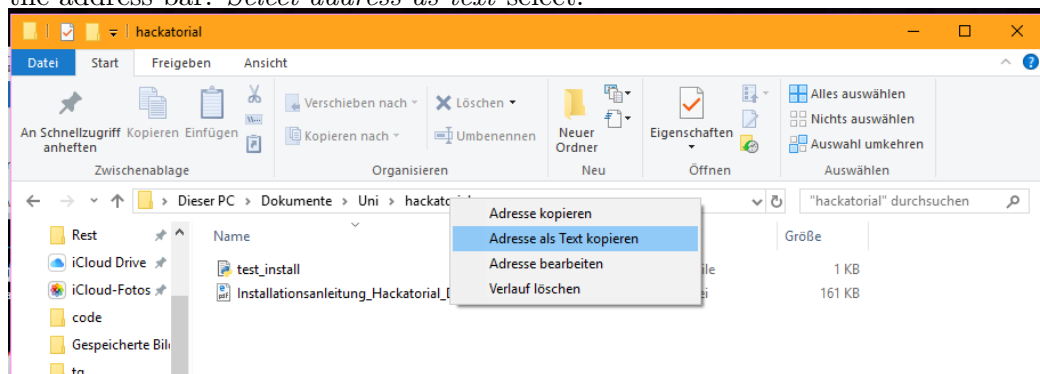 the address bar. Select address as text select.
hackatorial
Datei Start Freigeben Ansicht
Verschieben nach Löschen Alles auswählen
Nichts auswählen
An Schnellzugriff Kopieren Einfügen Kopieren nach Umbenennen Neuer Eigenschaften Auswahl umkehren
anheften Ordner
Zwischenablage Organisieren Neu Öffnen Auswählen
Dieser PC > Dokumente > Uni > "hackatorial" durchsuchen
Adresse kopieren
Rest Name Adresse als Text kopieren Größe
iCloud Drive test_install Adresse bearbeiten 1 KB
iCloud-Fotos Verlauf löschen 161 KB
code
Gespeicherte